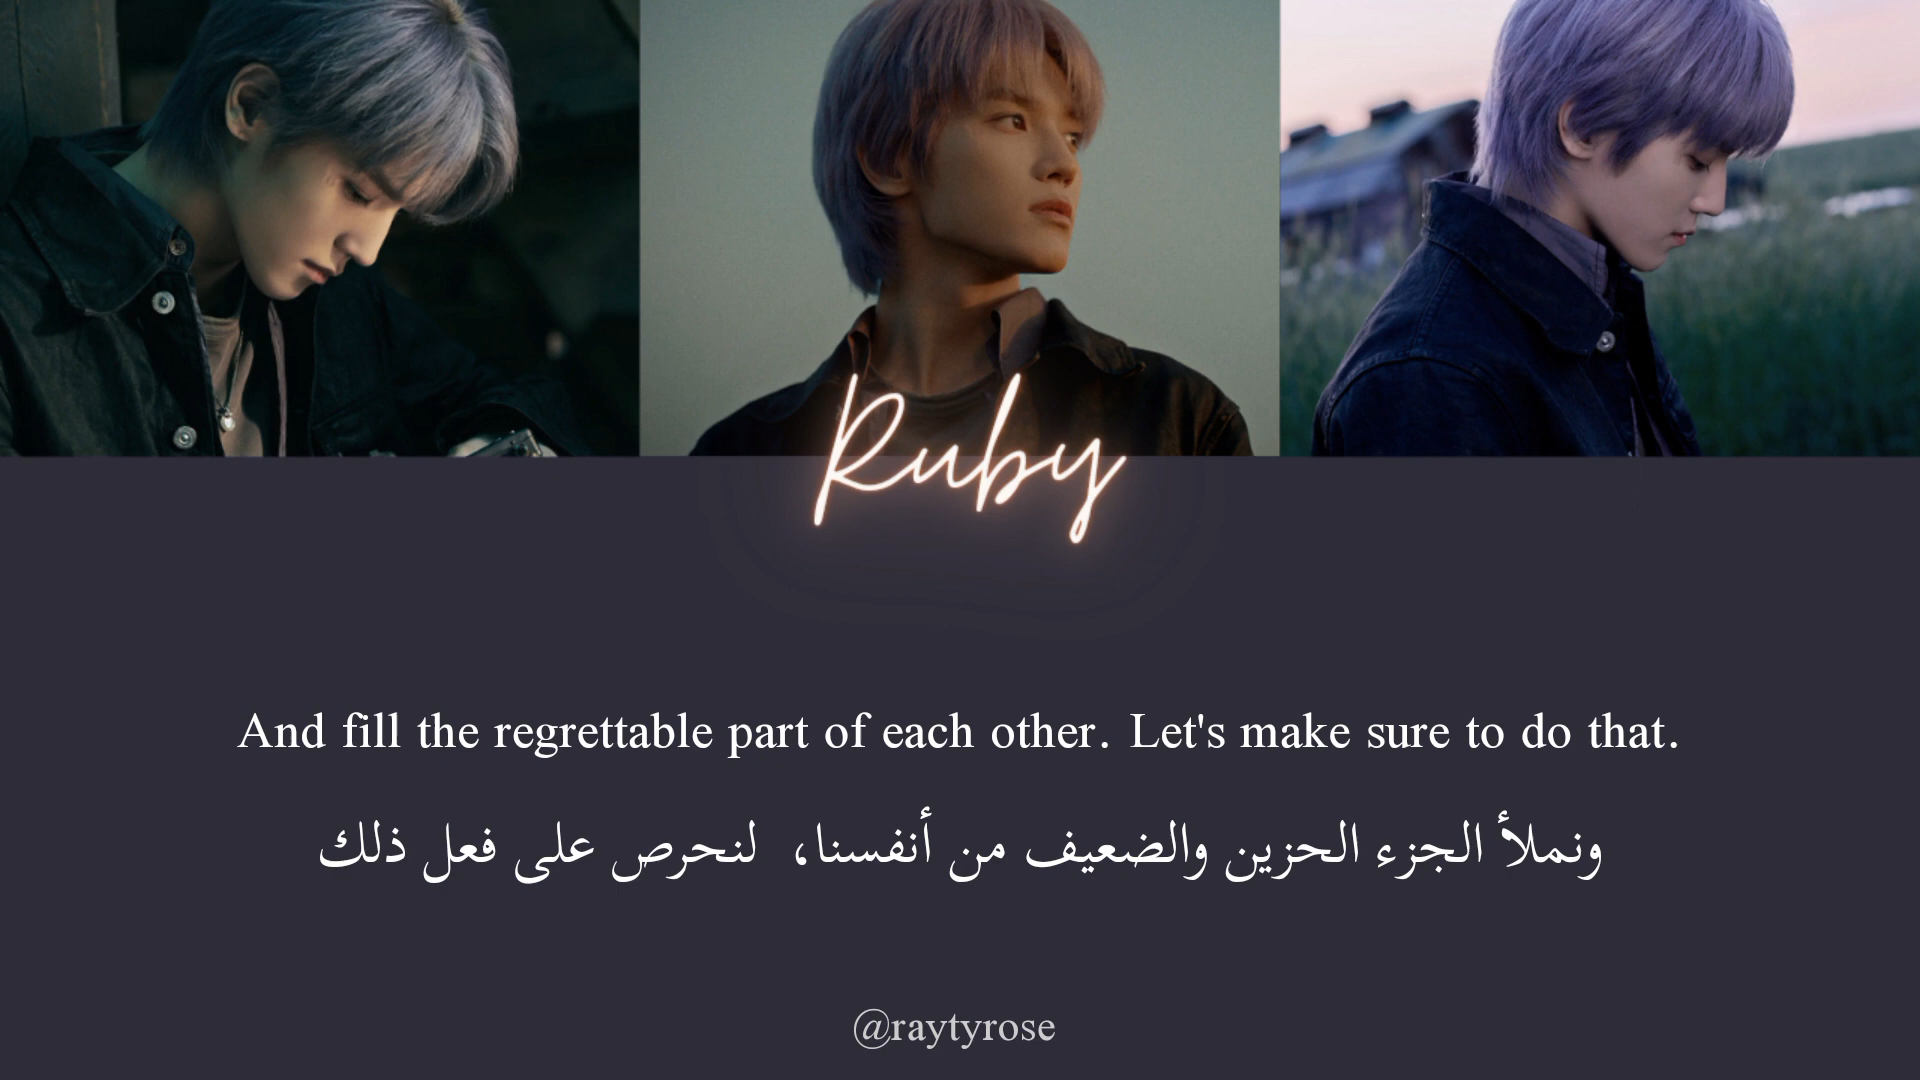 Ruby
And fill the regrettable part of each other. Let's make sure to do that.
ونملأ الجزء الحزين والضعيف من أنفسنا، لنحرص على فعل ذلك
@raytyrose